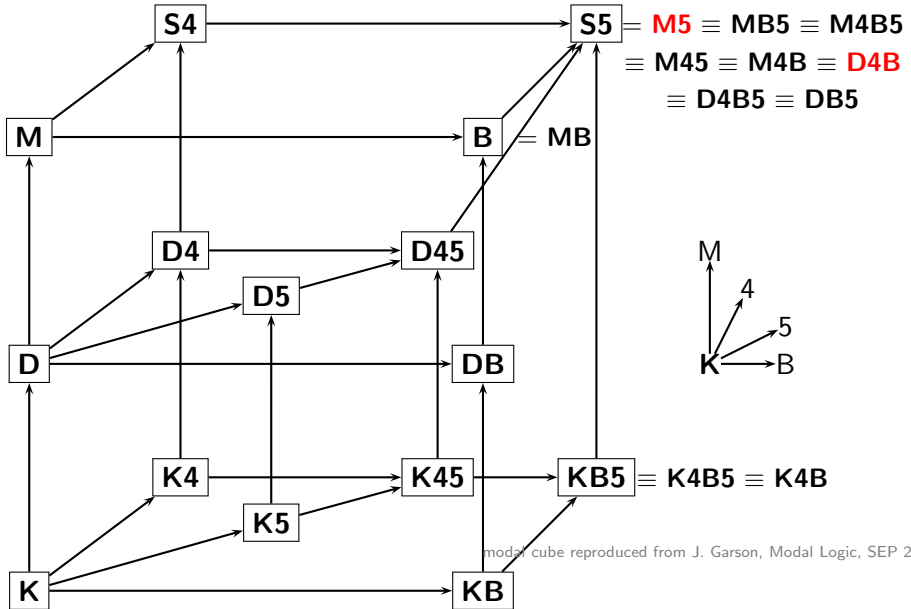 S4 S5 = M5 ≡ MB5 ≡ M4B5
≡ M45 ≡ M4B ≡ D4B
≡ D4B5 ≡ DB5
M B = MB
D4 D45
M
D5
4
5
D DB K B
K4 K45 KB5 ≡ K4B5 ≡ K4B
K5
modal cube reproduced from J. Garson, Modal Logic, SEP 2
K KB